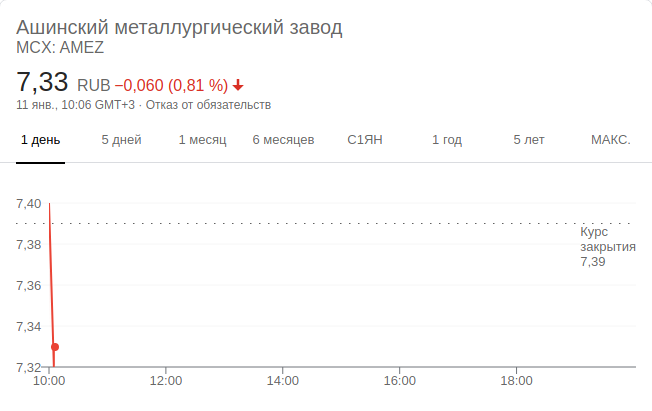 Ашинский металлургический завод
MCX: AMEZ
7,33 RUB −0,060 (0,81 %)
11 янв., 10:06 GMT+3 · Отказ от обязательств
1 день 5 дней 1 месяц 6 месяцев С1ЯН 1 год 5 лет МАКС.
7,40
7,38
7,36
7,34
7,32
Курс
закрытия
7,39
10:00 12:00 14:00 16:00 18:00